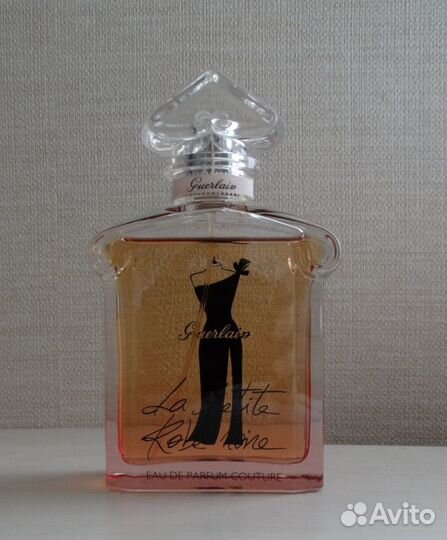 Guerlain
Guerlain
La petite
Robe noire
EAU DE PARFUM COUTURE
Avito